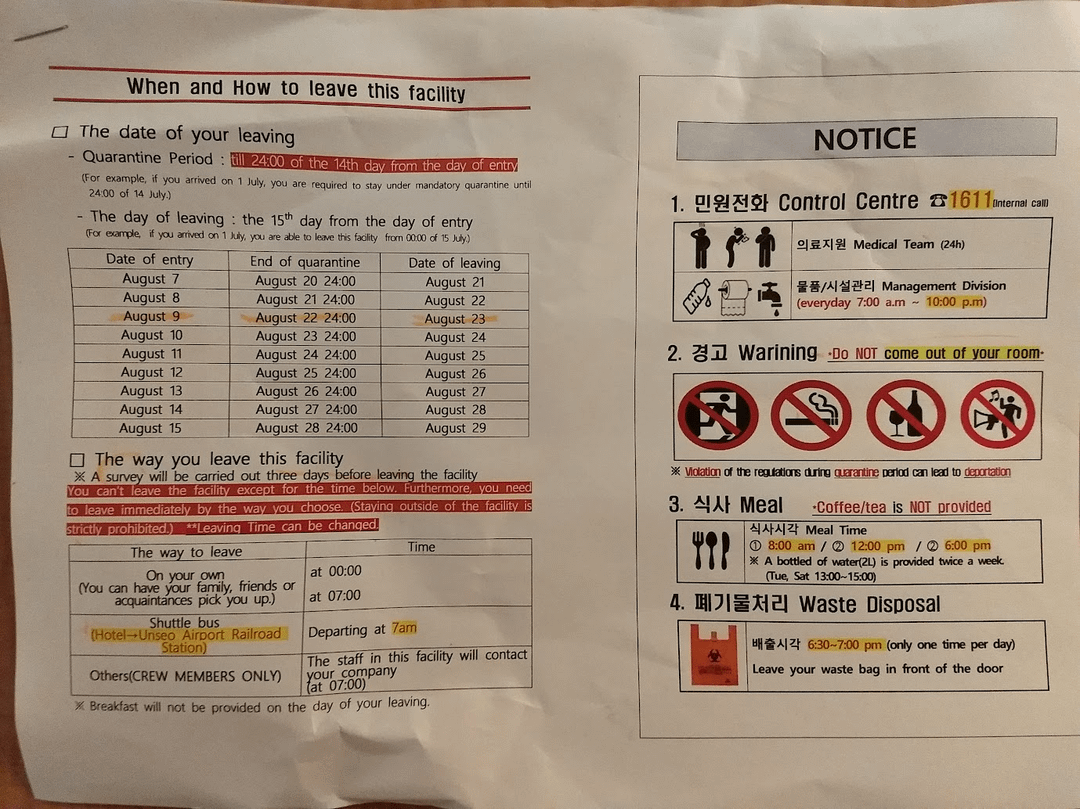 When and How to leave this facility
□ The date of your leaving
- Quarantine Period : till 24:00 of the 14th day from the day of entry
(For example, if you arrived on 1 July, you are required to stay under mandatory quarantine until
24:00 of 14 July.)
- The day of leaving : the 15th day from the day of entry
(For example, if you arrived on 1 July, you are able to leave this facility from 00:00 of 15 July.)
Date of entry End of quarantine Date of leaving
August 7 August 20 24:00 August 21
August 8 August 21 24:00 August 22
August 9 August 22 24:00 August 23
August 10 August 23 24:00 August 24
August 11 August 24 24:00 August 25
August 12 August 25 24:00 August 26
August 13 August 26 24:00 August 27
August 14 August 27 24:00 August 28
August 15 August 28 24:00 August 29
□ The way you leave this facility
※ A survey will be carried out three days before leaving the facility
You can't leave the facility except for the time below. Furthermore, you need
to leave immediately by the way you choose. (Staying outside of the facility is
strictly prohibited.) **Leaving Time can be changed.
The way to leave Time
On your own
(You can have your family, friends or
acquaintances pick you up.)
at 00:00
at 07:00
Shuttle bus
(Hotel→Unseo Airport Railroad
Station)
Departing at 7am
Others(CREW MEMBERS ONLY)
The staff in this facility will contact
your company
(at 07:00)
※ Breakfast will not be provided on the day of your leaving.
NOTICE
1. 민원전화 Control Centre ☎1611(Internal call)
의료지원 Medical Team (24h)
물품/시설관리 Management Division
(everyday 7:00 a.m ~ 10:00 p.m)
2. 경고 Warining *Do NOT come out of your room*
※ Violation of the regulations during quarantine period can lead to deportation
3. 식사 Meal *Coffee/tea is NOT provided
식사시각 Meal Time
① 8:00 am / ② 12:00 pm / ② 6:00 pm
※ A bottled of water(2L) is provided twice a week.
(Tue, Sat 13:00~15:00)
4. 폐기물처리 Waste Disposal
배출시각 6:30~7:00 pm (only one time per day)
Leave your waste bag in front of the door